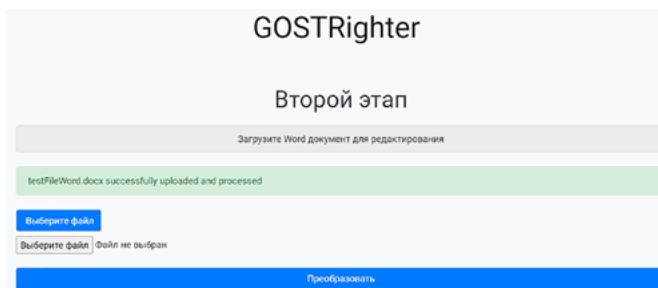 GOSTRighter
Второй этап
Загрузите Word документ для редактирования
testFileWord.docx successfully uploaded and processed
Выберите файл
Выберите файл Файл не выбран
Преобразовать